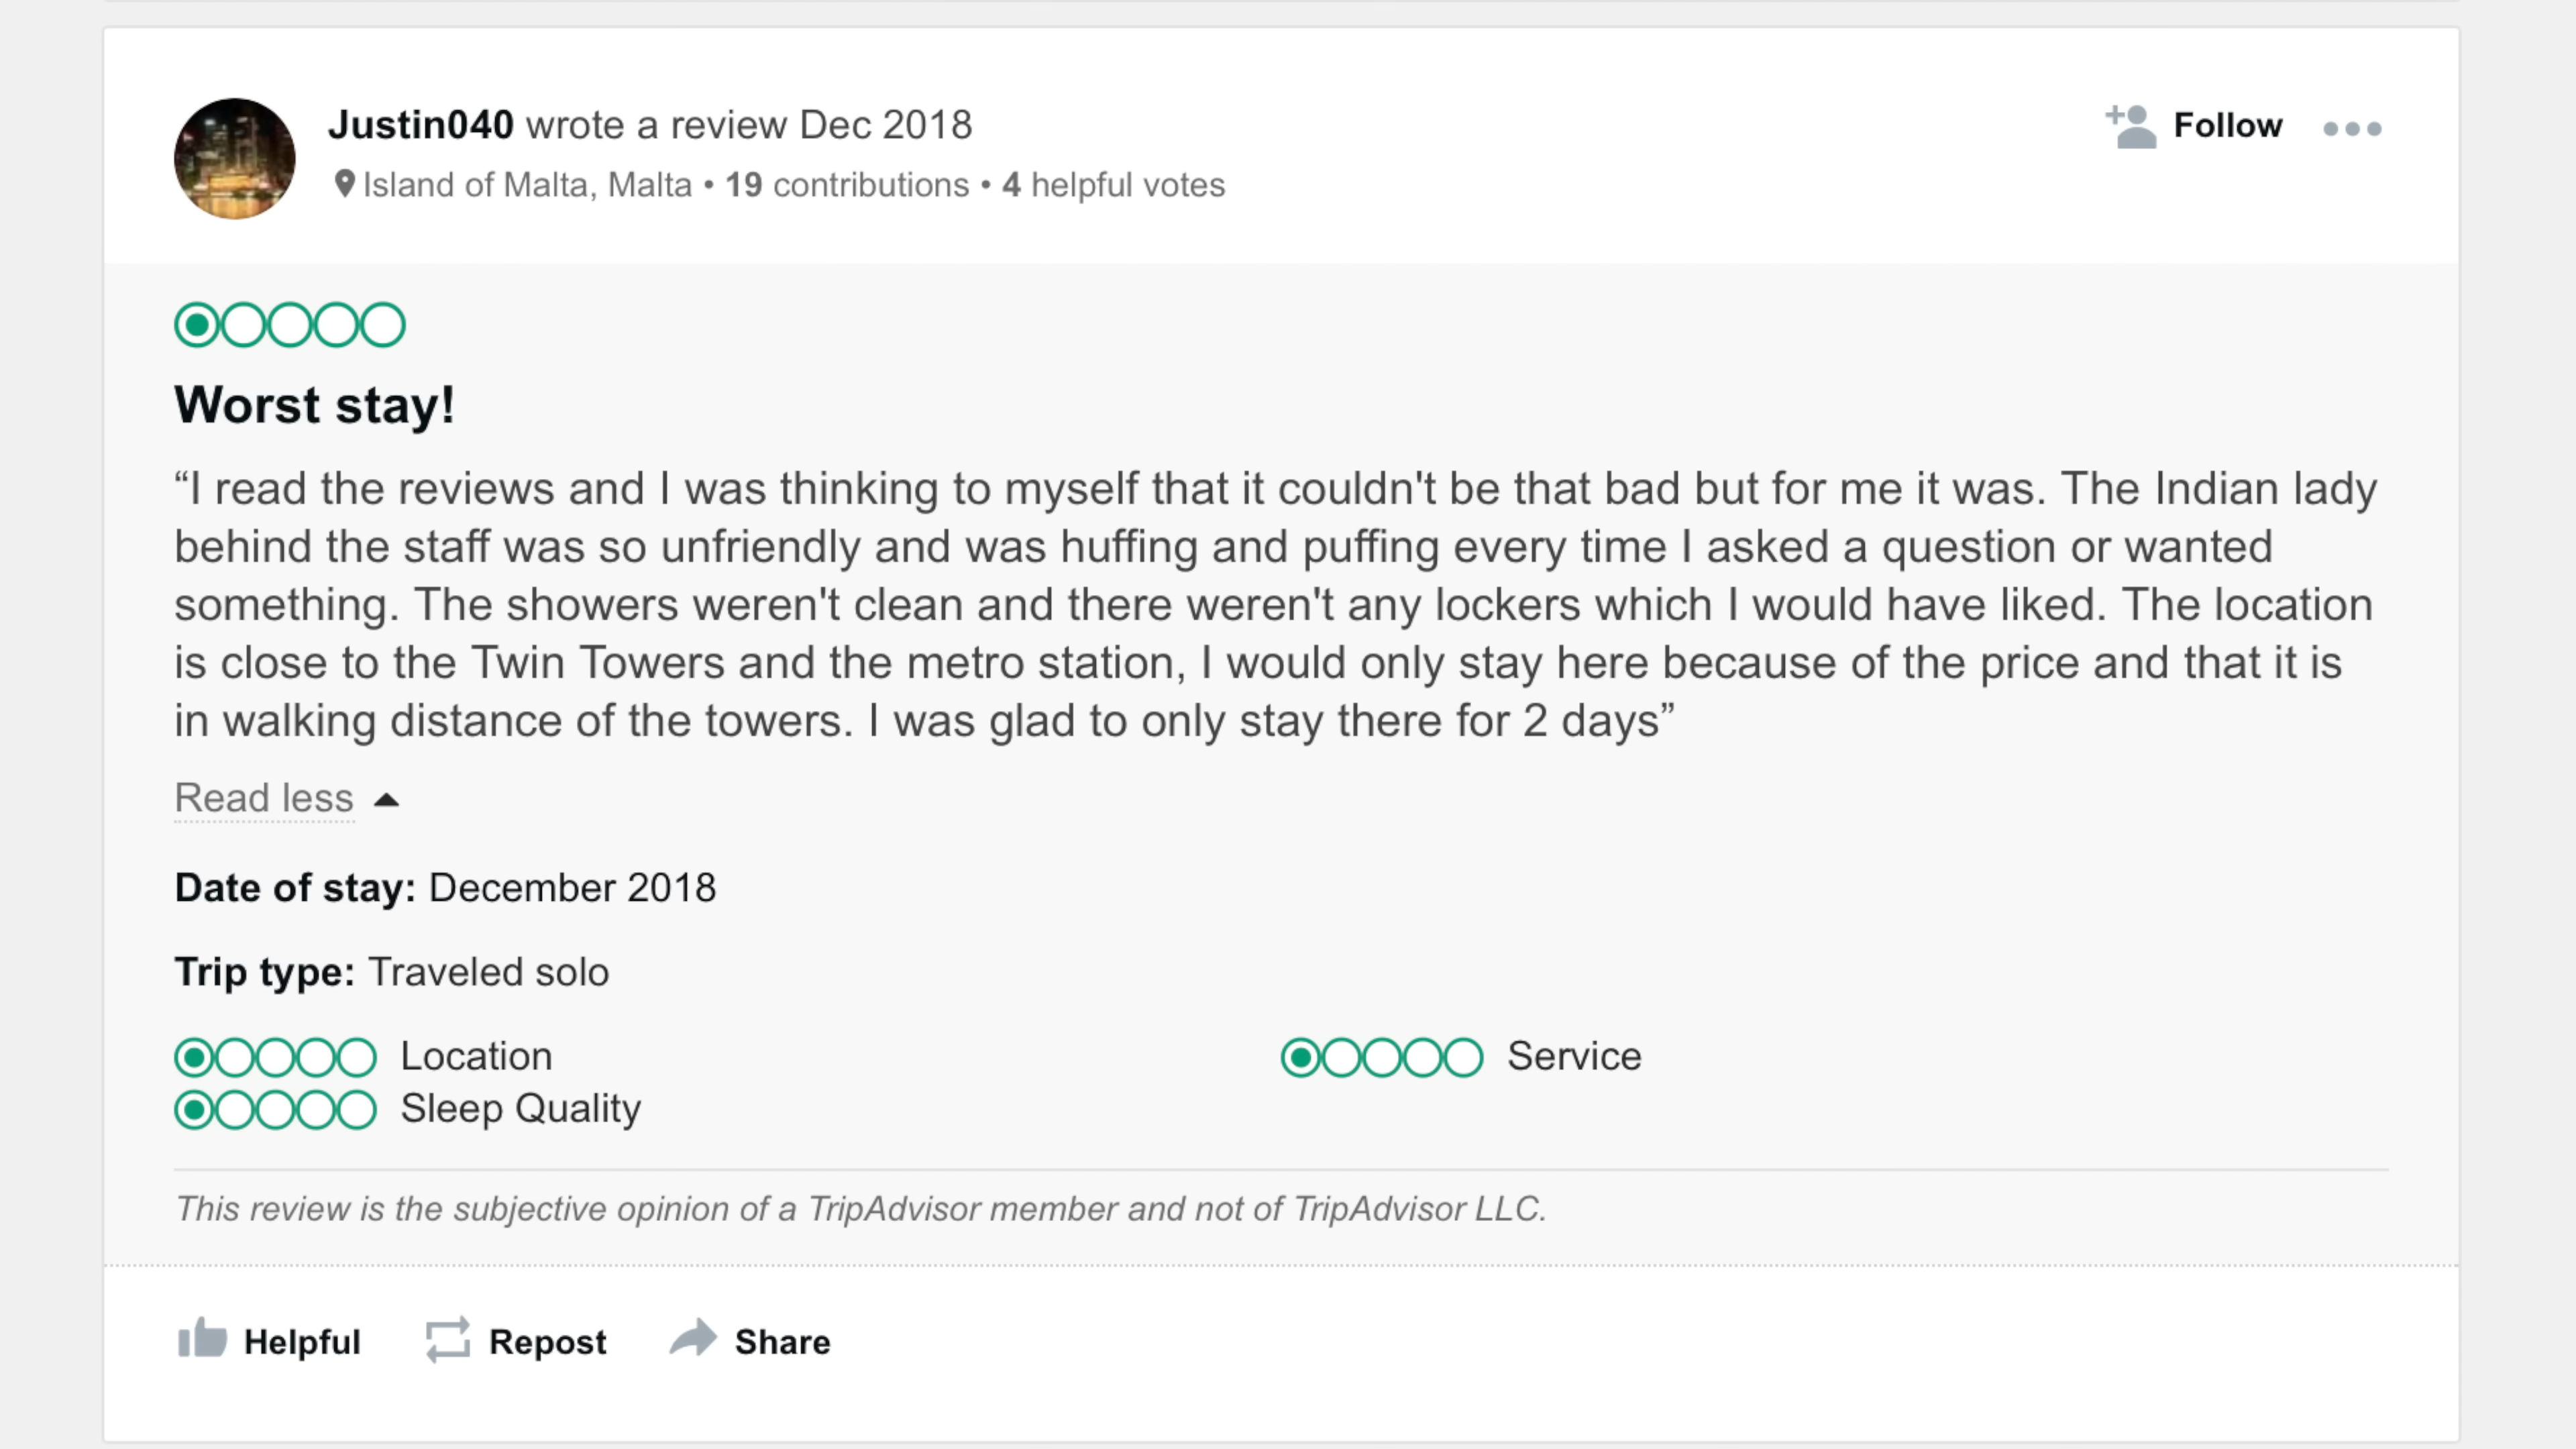 Justin040 wrote a review Dec 2018
Follow
Island of Malta, Malta • 19 contributions • 4 helpful votes
Worst stay!
“I read the reviews and I was thinking to myself that it couldn't be that bad but for me it was. The Indian lady
behind the staff was so unfriendly and was huffing and puffing every time I asked a question or wanted
something. The showers weren't clean and there weren't any lockers which I would have liked. The location
is close to the Twin Towers and the metro station, I would only stay here because of the price and that it is
in walking distance of the towers. I was glad to only stay there for 2 days”
Read less
Date of stay: December 2018
Trip type: Traveled solo
Location
Service
Sleep Quality
This review is the subjective opinion of a TripAdvisor member and not of TripAdvisor LLC.
Helpful
Repost
Share